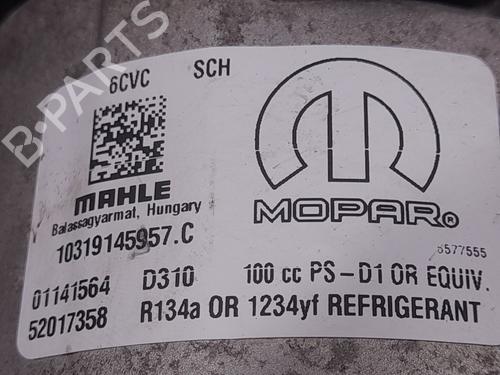 6CVC SCH
MAHLE
Balassagyarmat, Hungary
10319145957.C
MOPAR®
8577555
01141564 D310 100 cc PS-D1 OR EQUIV.
52017358 R134a OR 1234yf REFRIGERANT
B-PARTS